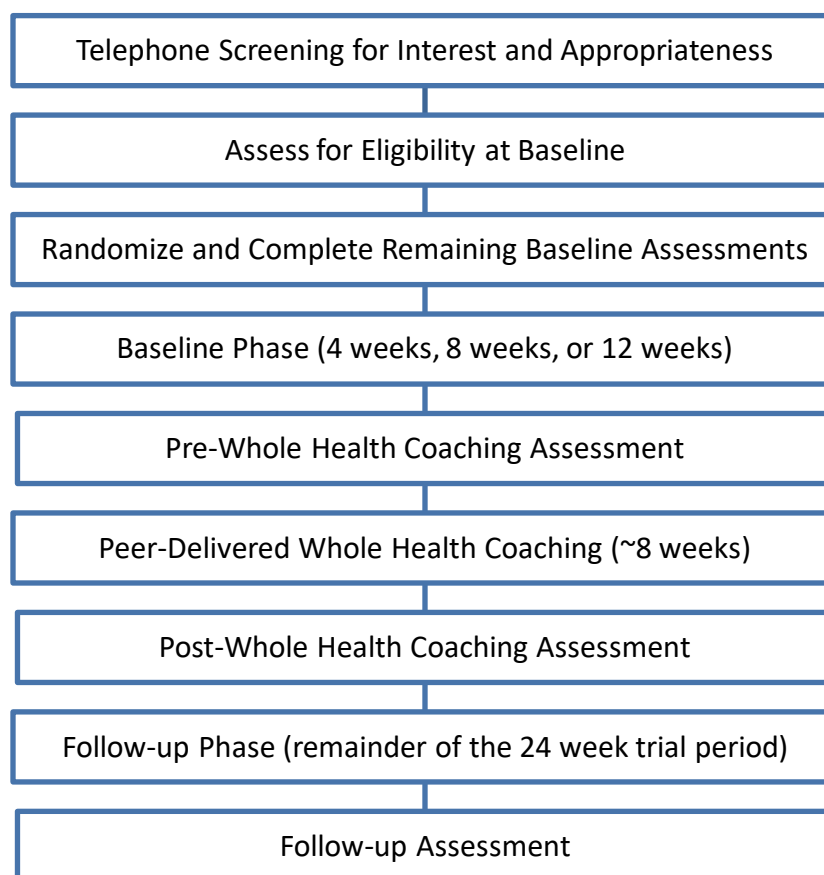 Telephone Screening for Interest and Appropriateness
Assess for Eligibility at Baseline
Randomize and Complete Remaining Baseline Assessments
Baseline Phase (4 weeks, 8 weeks, or 12 weeks)
Pre-Whole Health Coaching Assessment
Peer-Delivered Whole Health Coaching (~8 weeks)
Post-Whole Health Coaching Assessment
Follow-up Phase (remainder of the 24 week trial period)
Follow-up Assessment